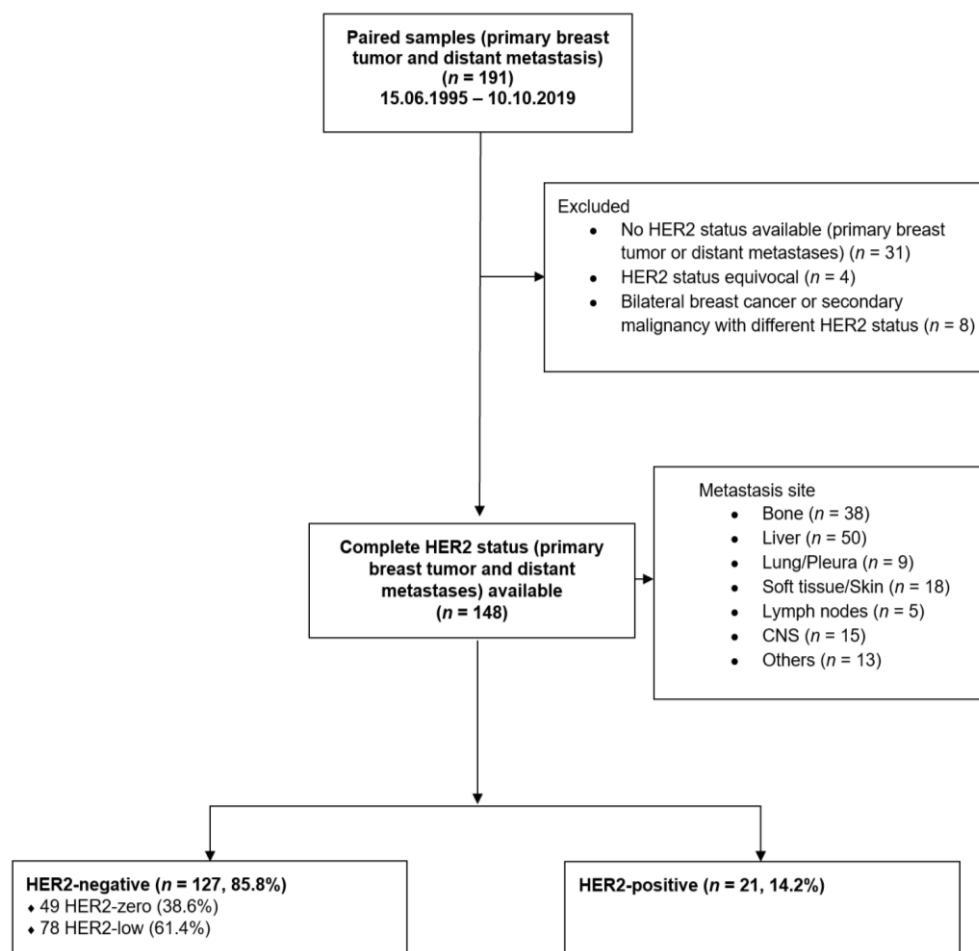 Paired samples (primary breast
tumor and distant metastasis)
(n = 191)
15.06.1995 – 10.10.2019
Excluded
• No HER2 status available (primary breast
tumor or distant metastases) (n = 31)
• HER2 status equivocal (n = 4)
• Bilateral breast cancer or secondary
malignancy with different HER2 status (n = 8)
Complete HER2 status (primary
breast tumor and distant
metastases) available
(n = 148)
Metastasis site
• Bone (n = 38)
• Liver (n = 50)
• Lung/Pleura (n = 9)
• Soft tissue/Skin (n = 18)
• Lymph nodes (n = 5)
• CNS (n = 15)
• Others (n = 13)
HER2-negative (n = 127, 85.8%)
♦ 49 HER2-zero (38.6%)
♦ 78 HER2-low (61.4%)
HER2-positive (n = 21, 14.2%)